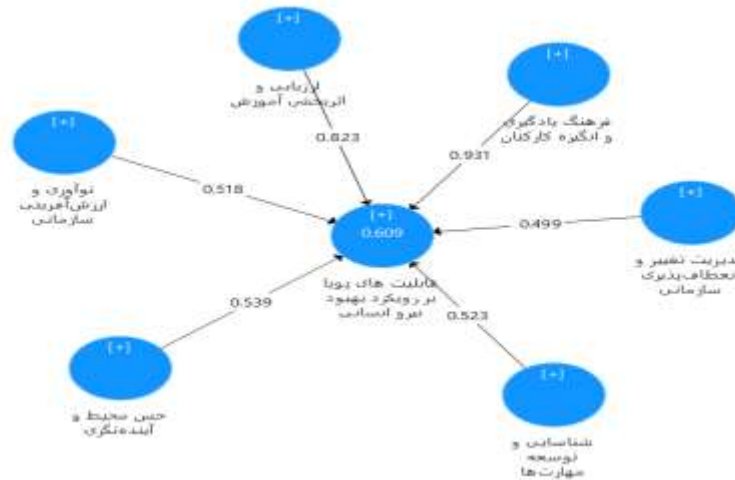 [+]
ارزیابی و
اثربخشی آموزش
[+]
فرهنگ یادگیری
و انگیزه کارکنان
[+]
نوآوری و
ارزش‌آفرینی
سازمانی
0.823
0.931
0.518
[+]
مدیریت تغییر و
انعطاف‌پذیری
سازمانی
0.499
[+]
0.609
قابلیت های پویا
بر رویکرد بهبود
نیرو انسانی
0.539
0.523
[+]
حس محیط و
آینده‌نگری
[+]
شناسایی و
توسعه
مهارت‌ها